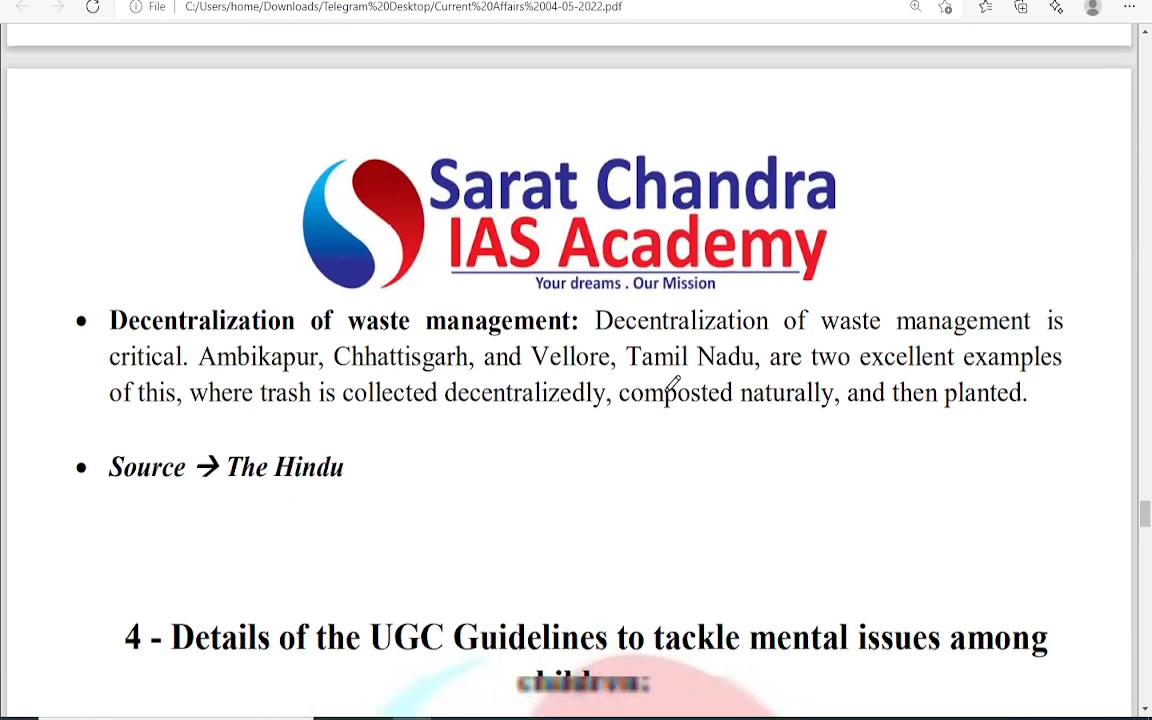 File
C:/Users/home/Downloads/Telegram%20Desktop/Current%20Affairs%2004-05-2022.pdf
Sarat Chandra
IAS Academy
Your dreams . Our Mission
• Decentralization of waste management: Decentralization of waste management is
critical. Ambikapur, Chhattisgarh, and Vellore, Tamil Nadu, are two excellent examples
of this, where trash is collected decentralizedly, composted naturally, and then planted.
• Source → The Hindu
4 - Details of the UGC Guidelines to tackle mental issues among
children: